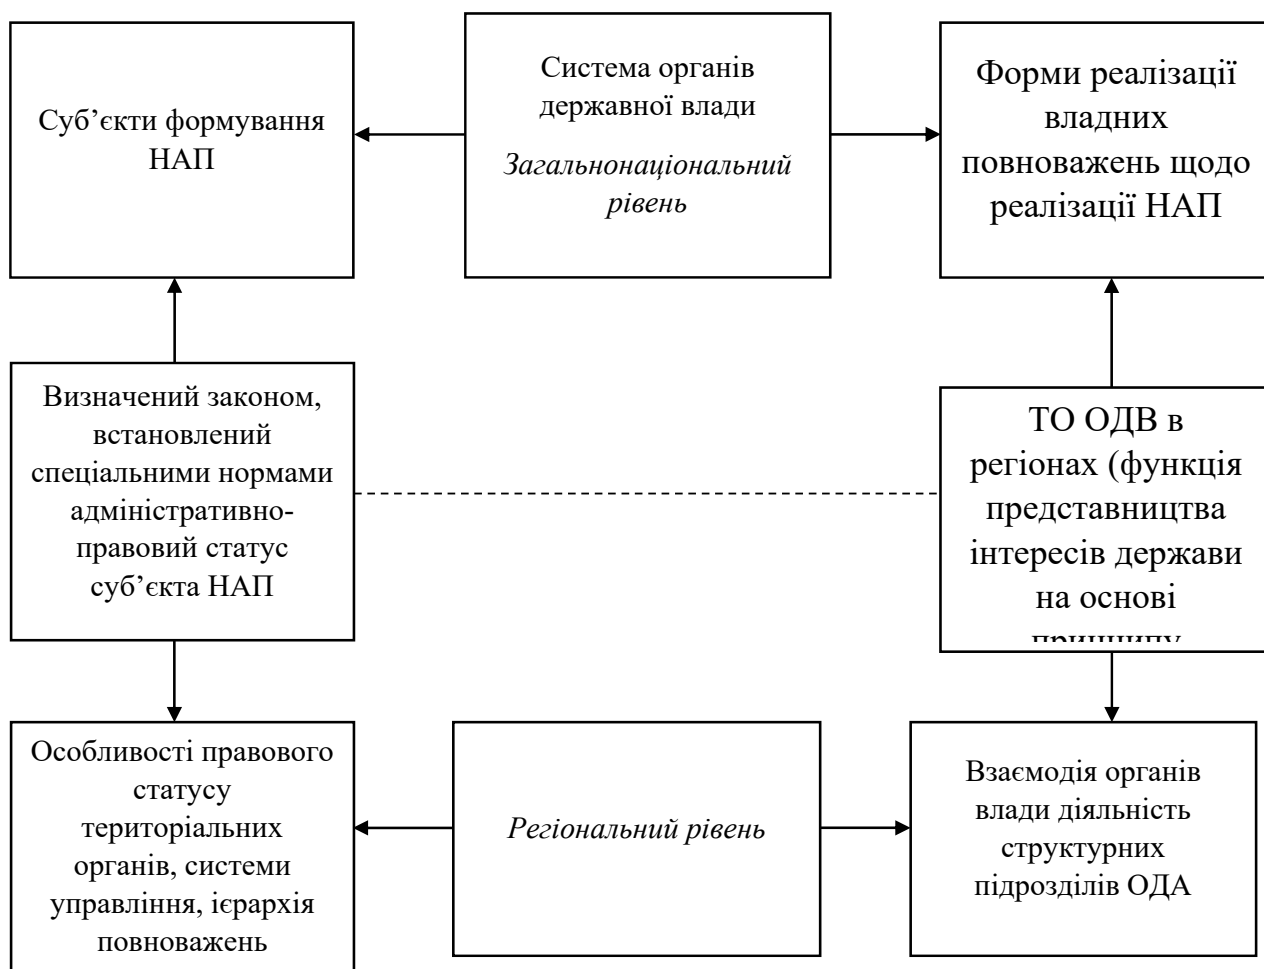 Суб’єкти формування
НАП
Система органів
державної влади
Загальнонаціональний
рівень
Форми реалізації
владних
повноважень щодо
реалізації НАП
Визначений законом,
встановлений
спеціальними нормами
адміністративно-
правовий статус
суб’єкта НАП
ТО ОДВ в
регіонах (функція
представництва
інтересів держави
на основі
принципу
Особливості правового
статусу
територіальних
органів, системи
управління, ієрархія
повноважень
Регіональний рівень
Взаємодія органів
влади діяльність
структурних
підрозділів ОДА